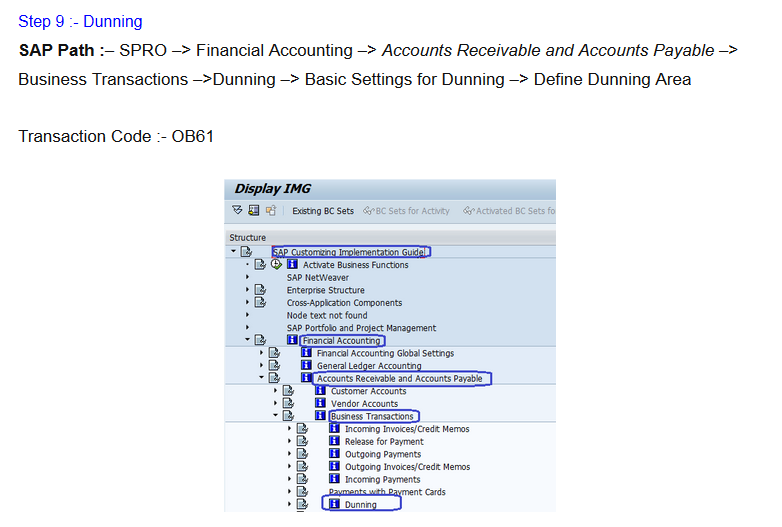 Step 9 :- Dunning
SAP Path :– SPRO –> Financial Accounting –> Accounts Receivable and Accounts Payable –>
Business Transactions –>Dunning –> Basic Settings for Dunning –> Define Dunning Area
Transaction Code :- OB61
Display IMG
Existing BC Sets BC Sets for Activity Activated BC Sets fo
Structure
SAP Customizing Implementation Guide
Activate Business Functions
SAP NetWeaver
Enterprise Structure
Cross-Application Components
Node text not found
SAP Portfolio and Project Management
Financial Accounting
Financial Accounting Global Settings
General Ledger Accounting
Accounts Receivable and Accounts Payable
Customer Accounts
Vendor Accounts
Business Transactions
Incoming Invoices/Credit Memos
Release for Payment
Outgoing Payments
Outgoing Invoices/Credit Memos
Incoming Payments
Payments with Payment Cards
Dunning